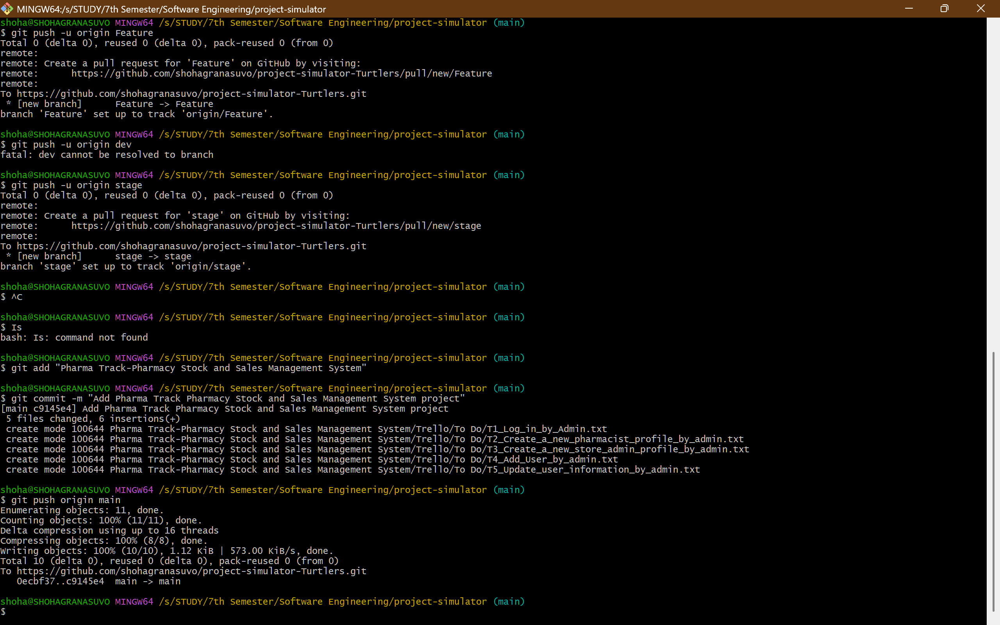 MINGW64:/s/STUDY/7th Semester/Software Engineering/project-simulator
shoha@SHOHAGRANASUVO MINGW64 /s/STUDY/7th Semester/Software Engineering/project-simulator (main)
$ git push -u origin Feature
Total 0 (delta 0), reused 0 (delta 0), pack-reused 0 (from 0)
remote:
remote: Create a pull request for 'Feature' on GitHub by visiting:
remote:      https://github.com/shohagranasuvo/project-simulator-Turtlers/pull/new/Feature
remote:
To https://github.com/shohagranasuvo/project-simulator-Turtlers.git
 * [new branch]      Feature -> Feature
branch 'Feature' set up to track 'origin/Feature'.
shoha@SHOHAGRANASUVO MINGW64 /s/STUDY/7th Semester/Software Engineering/project-simulator (main)
$ git push -u origin dev
fatal: dev cannot be resolved to branch
shoha@SHOHAGRANASUVO MINGW64 /s/STUDY/7th Semester/Software Engineering/project-simulator (main)
$ git push -u origin stage
Total 0 (delta 0), reused 0 (delta 0), pack-reused 0 (from 0)
remote:
remote: Create a pull request for 'stage' on GitHub by visiting:
remote:      https://github.com/shohagranasuvo/project-simulator-Turtlers/pull/new/stage
remote:
To https://github.com/shohagranasuvo/project-simulator-Turtlers.git
 * [new branch]      stage -> stage
branch 'stage' set up to track 'origin/stage'.
shoha@SHOHAGRANASUVO MINGW64 /s/STUDY/7th Semester/Software Engineering/project-simulator (main)
$ ^C
shoha@SHOHAGRANASUVO MINGW64 /s/STUDY/7th Semester/Software Engineering/project-simulator (main)
$ Is
bash: Is: command not found
shoha@SHOHAGRANASUVO MINGW64 /s/STUDY/7th Semester/Software Engineering/project-simulator (main)
$ git add "Pharma Track-Pharmacy Stock and Sales Management System"
shoha@SHOHAGRANASUVO MINGW64 /s/STUDY/7th Semester/Software Engineering/project-simulator (main)
$ git commit -m "Add Pharma Track Pharmacy Stock and Sales Management System project"
[main c9145e4] Add Pharma Track Pharmacy Stock and Sales Management System project
 5 files changed, 6 insertions(+)
 create mode 100644 Pharma Track-Pharmacy Stock and Sales Management System/Trello/To Do/T1_Log_in_by_Admin.txt
 create mode 100644 Pharma Track-Pharmacy Stock and Sales Management System/Trello/To Do/T2_Create_a_new_pharmacist_profile_by_admin.txt
 create mode 100644 Pharma Track-Pharmacy Stock and Sales Management System/Trello/To Do/T3_Create_a_new_store_admin_profile_by_admin.txt
 create mode 100644 Pharma Track-Pharmacy Stock and Sales Management System/Trello/To Do/T4_Add_User_by_admin.txt
 create mode 100644 Pharma Track-Pharmacy Stock and Sales Management System/Trello/To Do/T5_Update_user_information_by_admin.txt
shoha@SHOHAGRANASUVO MINGW64 /s/STUDY/7th Semester/Software Engineering/project-simulator (main)
$ git push origin main
Enumerating objects: 11, done.
Counting objects: 100% (11/11), done.
Delta compression using up to 16 threads
Compressing objects: 100% (8/8), done.
Writing objects: 100% (10/10), 1.12 KiB | 573.00 KiB/s, done.
Total 10 (delta 0), reused 0 (delta 0), pack-reused 0 (from 0)
To https://github.com/shohagranasuvo/project-simulator-Turtlers.git
   0ecbf37..c9145e4  main -> main
shoha@SHOHAGRANASUVO MINGW64 /s/STUDY/7th Semester/Software Engineering/project-simulator (main)
$